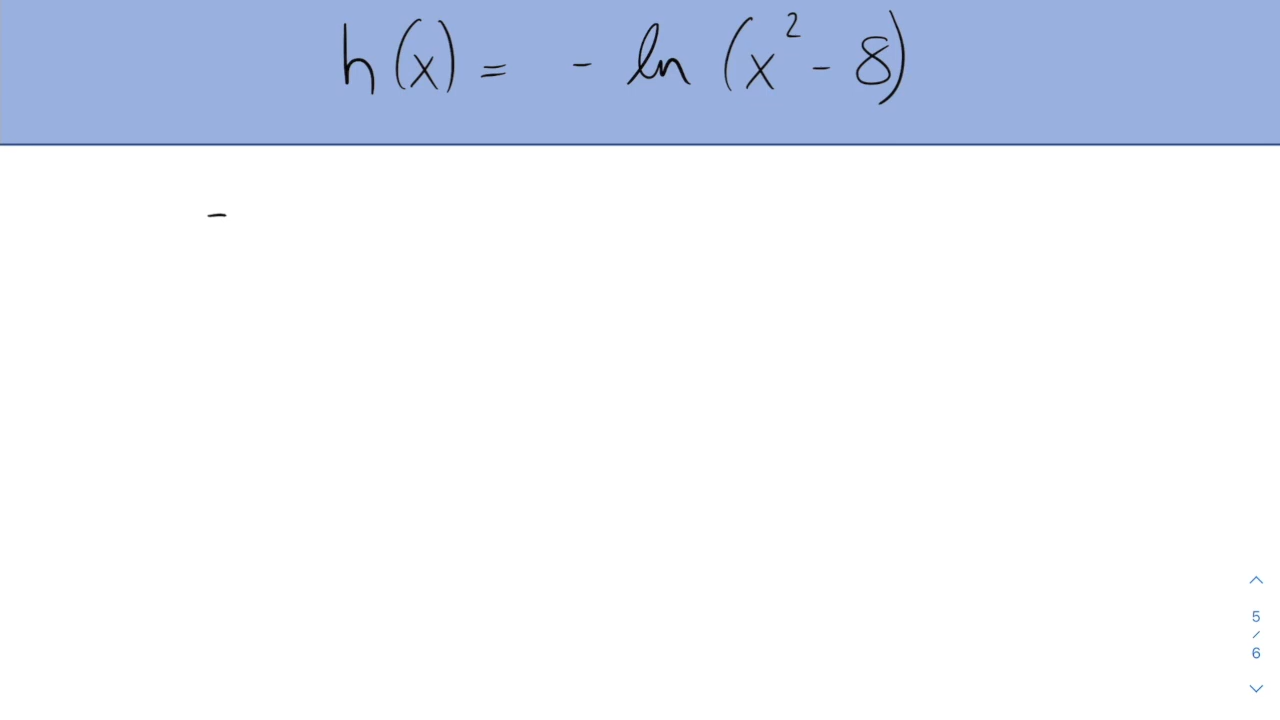 h(x) = - ln (x² - 8)
-
5
/
6